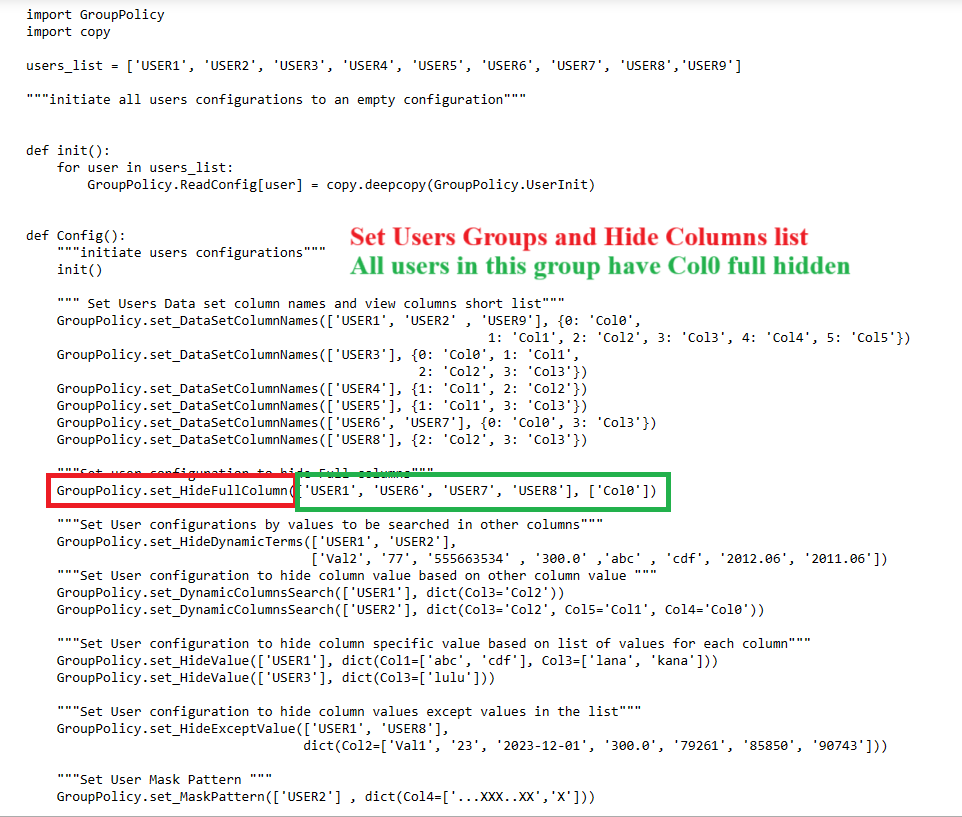 import GroupPolicy
import copy
users_list = ['USER1', 'USER2', 'USER3', 'USER4', 'USER5', 'USER6', 'USER7', 'USER8','USER9']
"""initiate all users configurations to an empty configuration"""
def init():
    for user in users_list:
        GroupPolicy.ReadConfig[user] = copy.deepcopy(GroupPolicy.UserInit)
def Config():
Set Users Groups and Hide Columns list
    """initiate users configurations"""
    init()
All users in this group have Col0 full hidden
    """ Set Users Data set column names and view columns short list"""
    GroupPolicy.set_DataSetColumnNames(['USER1', 'USER2' , 'USER9'], {0: 'Col0',
                                                            1: 'Col1', 2: 'Col2', 3: 'Col3', 4: 'Col4', 5: 'Col5'})
    GroupPolicy.set_DataSetColumnNames(['USER3'], {0: 'Col0', 1: 'Col1',
                                                   2: 'Col2', 3: 'Col3'})
    GroupPolicy.set_DataSetColumnNames(['USER4'], {1: 'Col1', 2: 'Col2'})
    GroupPolicy.set_DataSetColumnNames(['USER5'], {1: 'Col1', 3: 'Col3'})
    GroupPolicy.set_DataSetColumnNames(['USER6', 'USER7'], {0: 'Col0', 3: 'Col3'})
    GroupPolicy.set_DataSetColumnNames(['USER8'], {2: 'Col2', 3: 'Col3'})
    """Set user configuration to hide Full columns"""
    GroupPolicy.set_HideFullColumn(['USER1', 'USER6', 'USER7', 'USER8'], ['Col0'])
    """Set User configurations by values to be searched in other columns"""
    GroupPolicy.set_HideDynamicTerms(['USER1', 'USER2'],
                                     ['Val2', '77', '555663534' , '300.0' ,'abc' , 'cdf', '2012.06', '2011.06'])
    """Set User configuration to hide column value based on other column value """
    GroupPolicy.set_DynamicColumnsSearch(['USER1'], dict(Col3='Col2'))
    GroupPolicy.set_DynamicColumnsSearch(['USER2'], dict(Col3='Col2', Col5='Col1', Col4='Col0'))
    """Set User configuration to hide column specific value based on list of values for each column"""
    GroupPolicy.set_HideValue(['USER1'], dict(Col1=['abc', 'cdf'], Col3=['lana', 'kana']))
    GroupPolicy.set_HideValue(['USER3'], dict(Col3=['lulu']))
    """Set User configuration to hide column values except values in the list"""
    GroupPolicy.set_HideExceptValue(['USER1', 'USER8'],
                                    dict(Col2=['Val1', '23', '2023-12-01', '300.0', '79261', '85850', '90743']))
    """Set User Mask Pattern """
    GroupPolicy.set_MaskPattern(['USER2'] , dict(Col4=['...XXX..XX','X']))